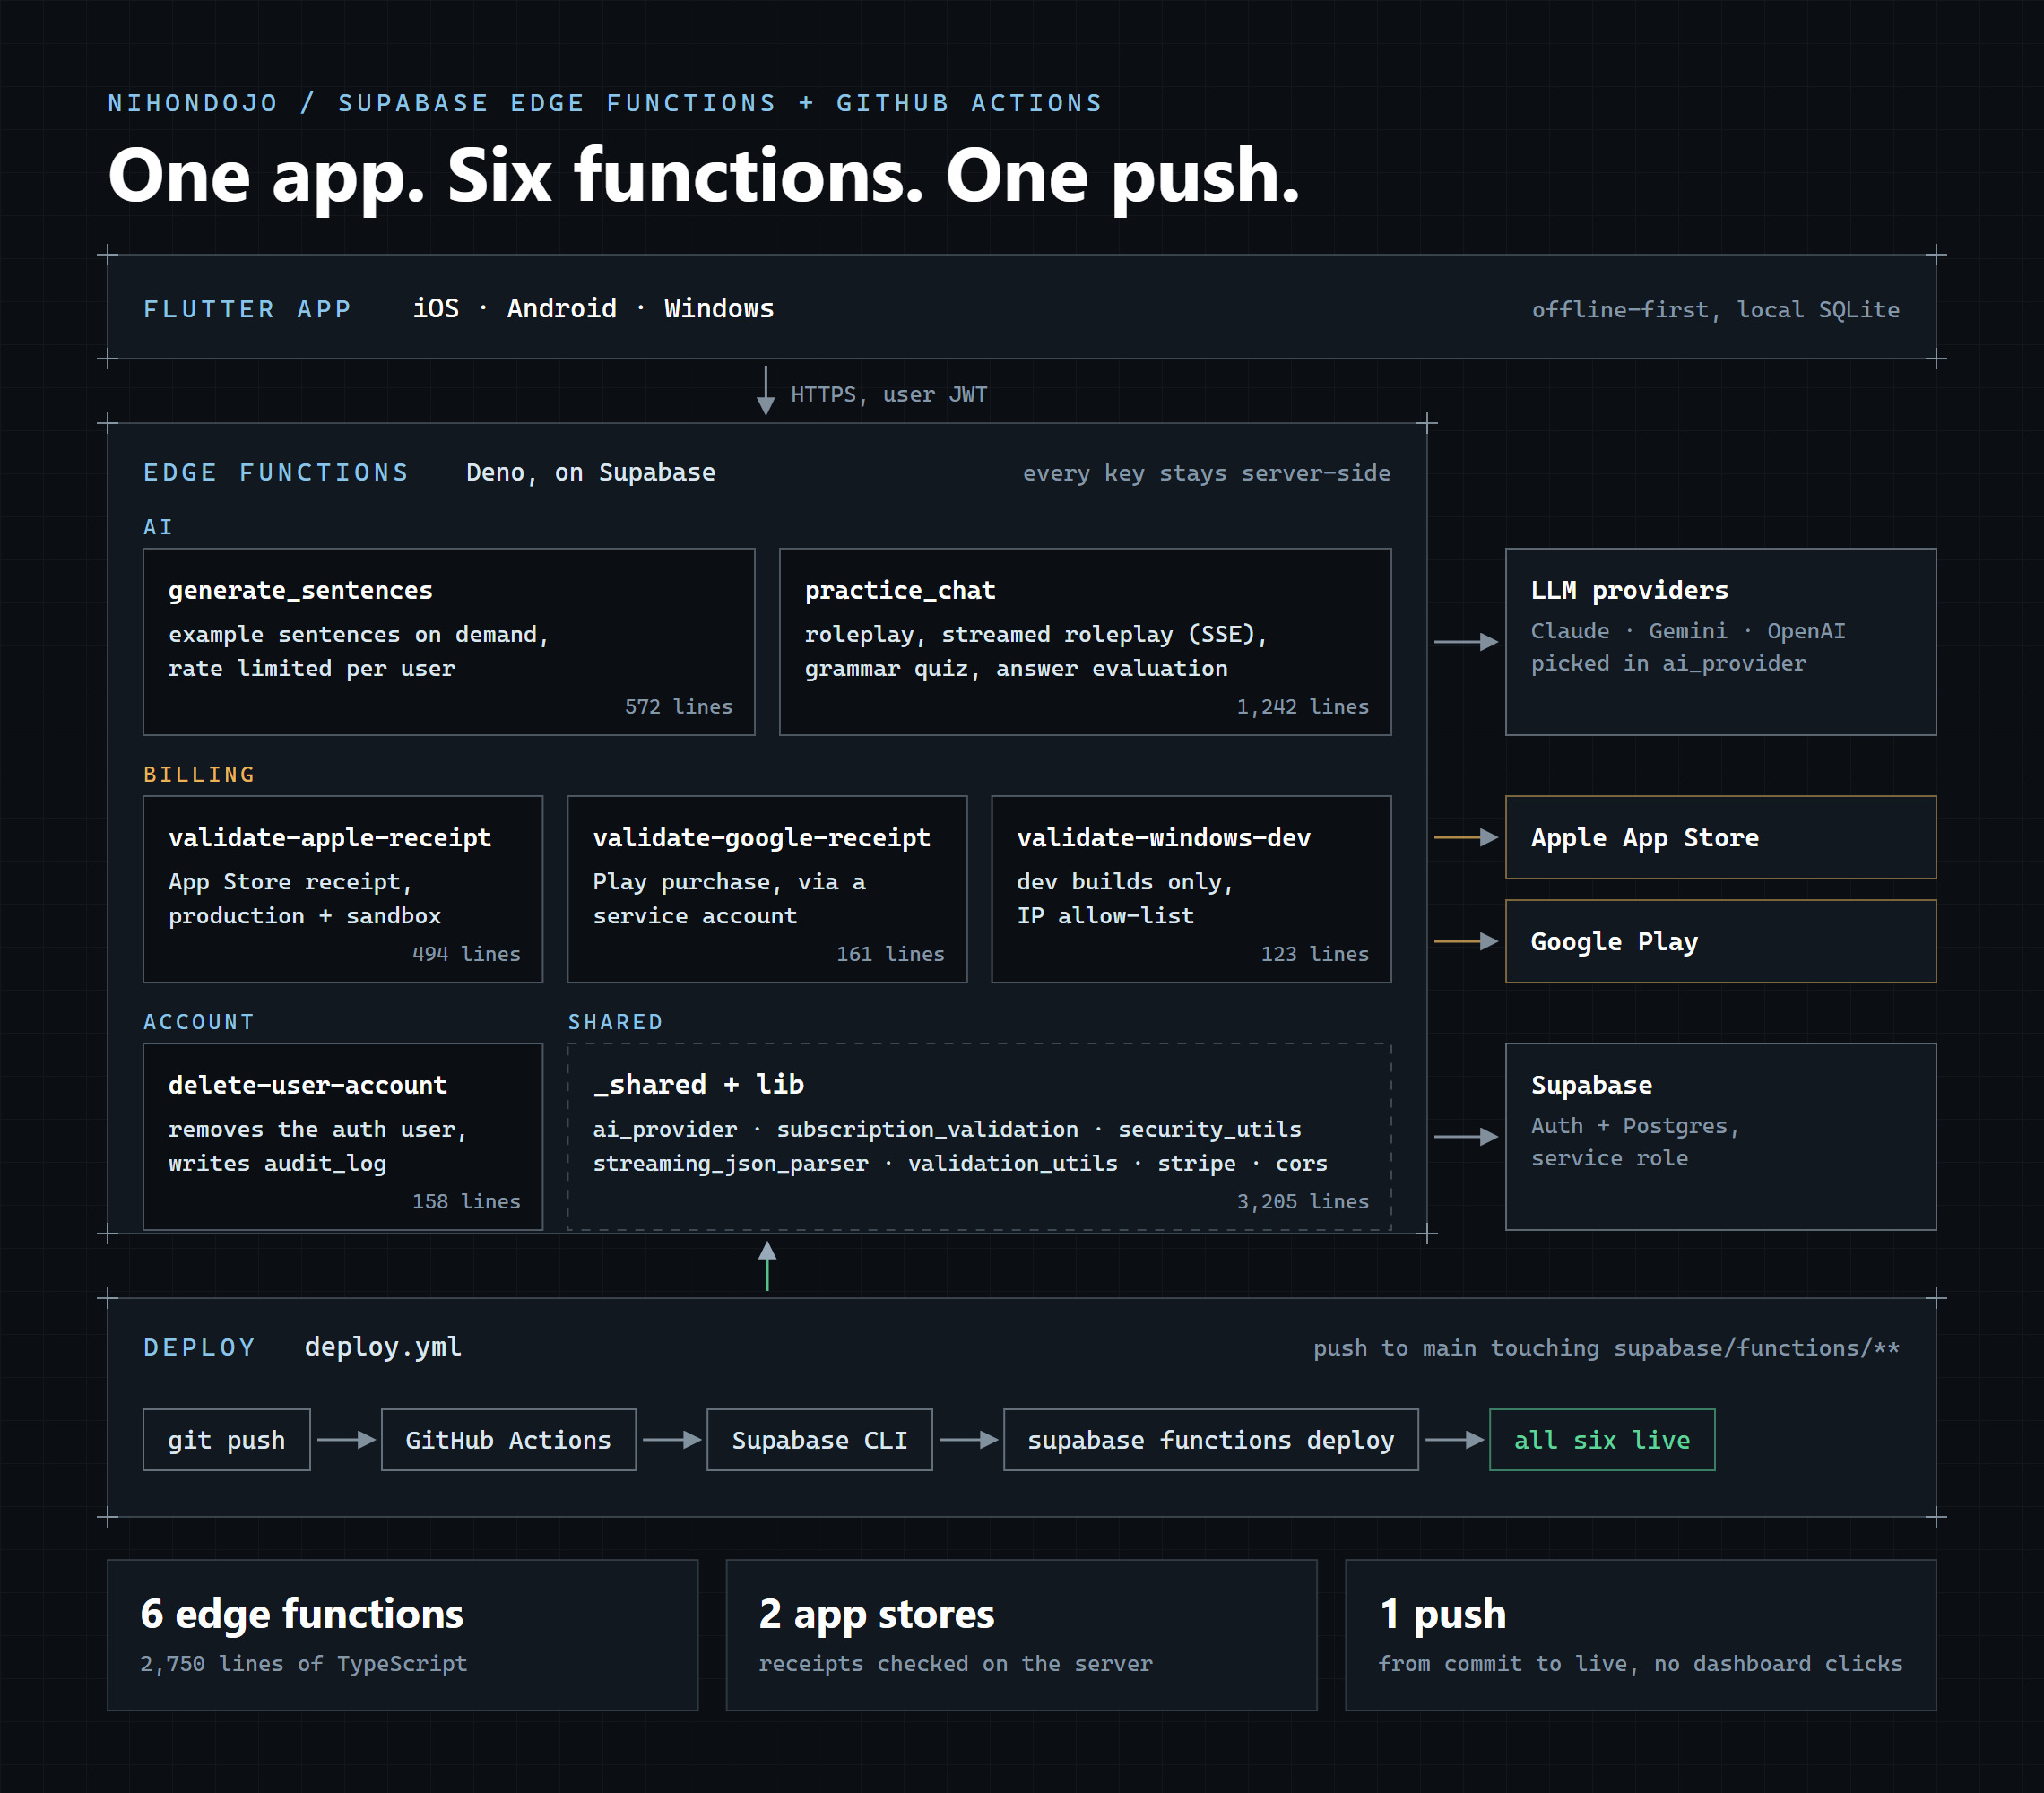 NIHONDOJO / SUPABASE EDGE FUNCTIONS + GITHUB ACTIONS
One app. Six functions. One push.
FLUTTER APP iOS · Android · Windows offline-first, local SQLite
HTTPS, user JWT
EDGE FUNCTIONS Deno, on Supabase every key stays server-side
AI
generate_sentences
example sentences on demand,
rate limited per user
572 lines
practice_chat
roleplay, streamed roleplay (SSE),
grammar quiz, answer evaluation
1,242 lines
LLM providers
Claude · Gemini · OpenAI
picked in ai_provider
BILLING
validate-apple-receipt
App Store receipt,
production + sandbox
494 lines
validate-google-receipt
Play purchase, via a
service account
161 lines
validate-windows-dev
dev builds only,
IP allow-list
123 lines
Apple App Store
Google Play
ACCOUNT
delete-user-account
removes the auth user,
writes audit_log
158 lines
SHARED
_shared + lib
ai_provider · subscription_validation · security_utils
streaming_json_parser · validation_utils · stripe · cors
3,205 lines
Supabase
Auth + Postgres,
service role
DEPLOY deploy.yml push to main touching supabase/functions/**
git push
GitHub Actions
Supabase CLI
supabase functions deploy
all six live
6 edge functions
2,750 lines of TypeScript
2 app stores
receipts checked on the server
1 push
from commit to live, no dashboard clicks